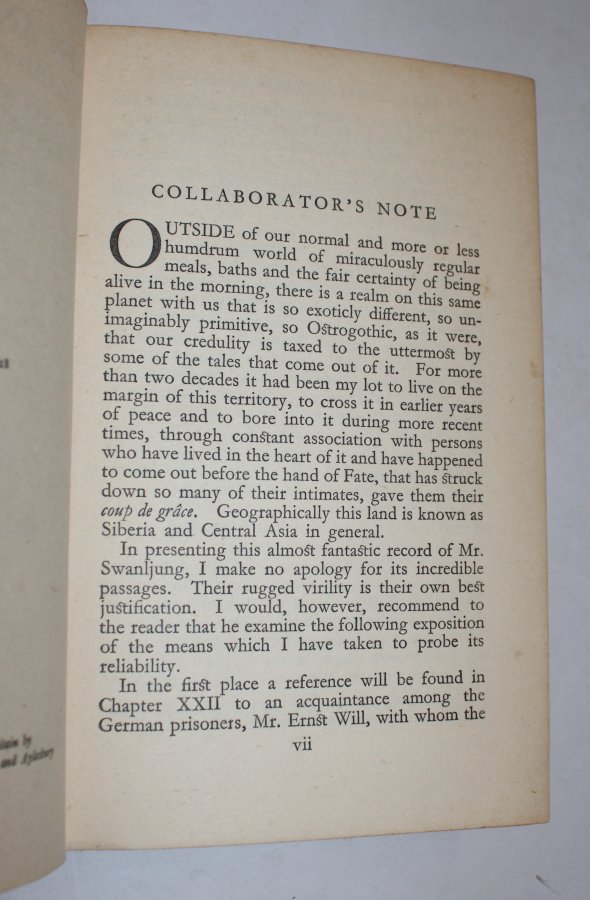 COLLABORATOR'S NOTE
OUTSIDE of our normal and more or less
humdrum world of miraculously regular
meals, baths and the fair certainty of being
alive in the morning, there is a realm on this same
planet with us that is so exoticly different, so un-
imaginably primitive, so Ostrogothic, as it were,
that our credulity is taxed to the uttermost by
some of the tales that come out of it. For more
than two decades it had been my lot to live on the
margin of this territory, to cross it in earlier years
of peace and to bore into it during more recent
times, through constant association with persons
who have lived in the heart of it and have happened
to come out before the hand of Fate, that has struck
down so many of their intimates, gave them their
coup de grâce. Geographically this land is known as
Siberia and Central Asia in general.
In presenting this almost fantastic record of Mr.
Swanljung, I make no apology for its incredible
passages. Their rugged virility is their own best
justification. I would, however, recommend to
the reader that he examine the following exposition
of the means which I have taken to probe its
reliability.
In the first place a reference will be found in
Chapter XXII to an acquaintance among the
German prisoners, Mr. Ernst Will, with whom the
vii
by
and Aylesbury